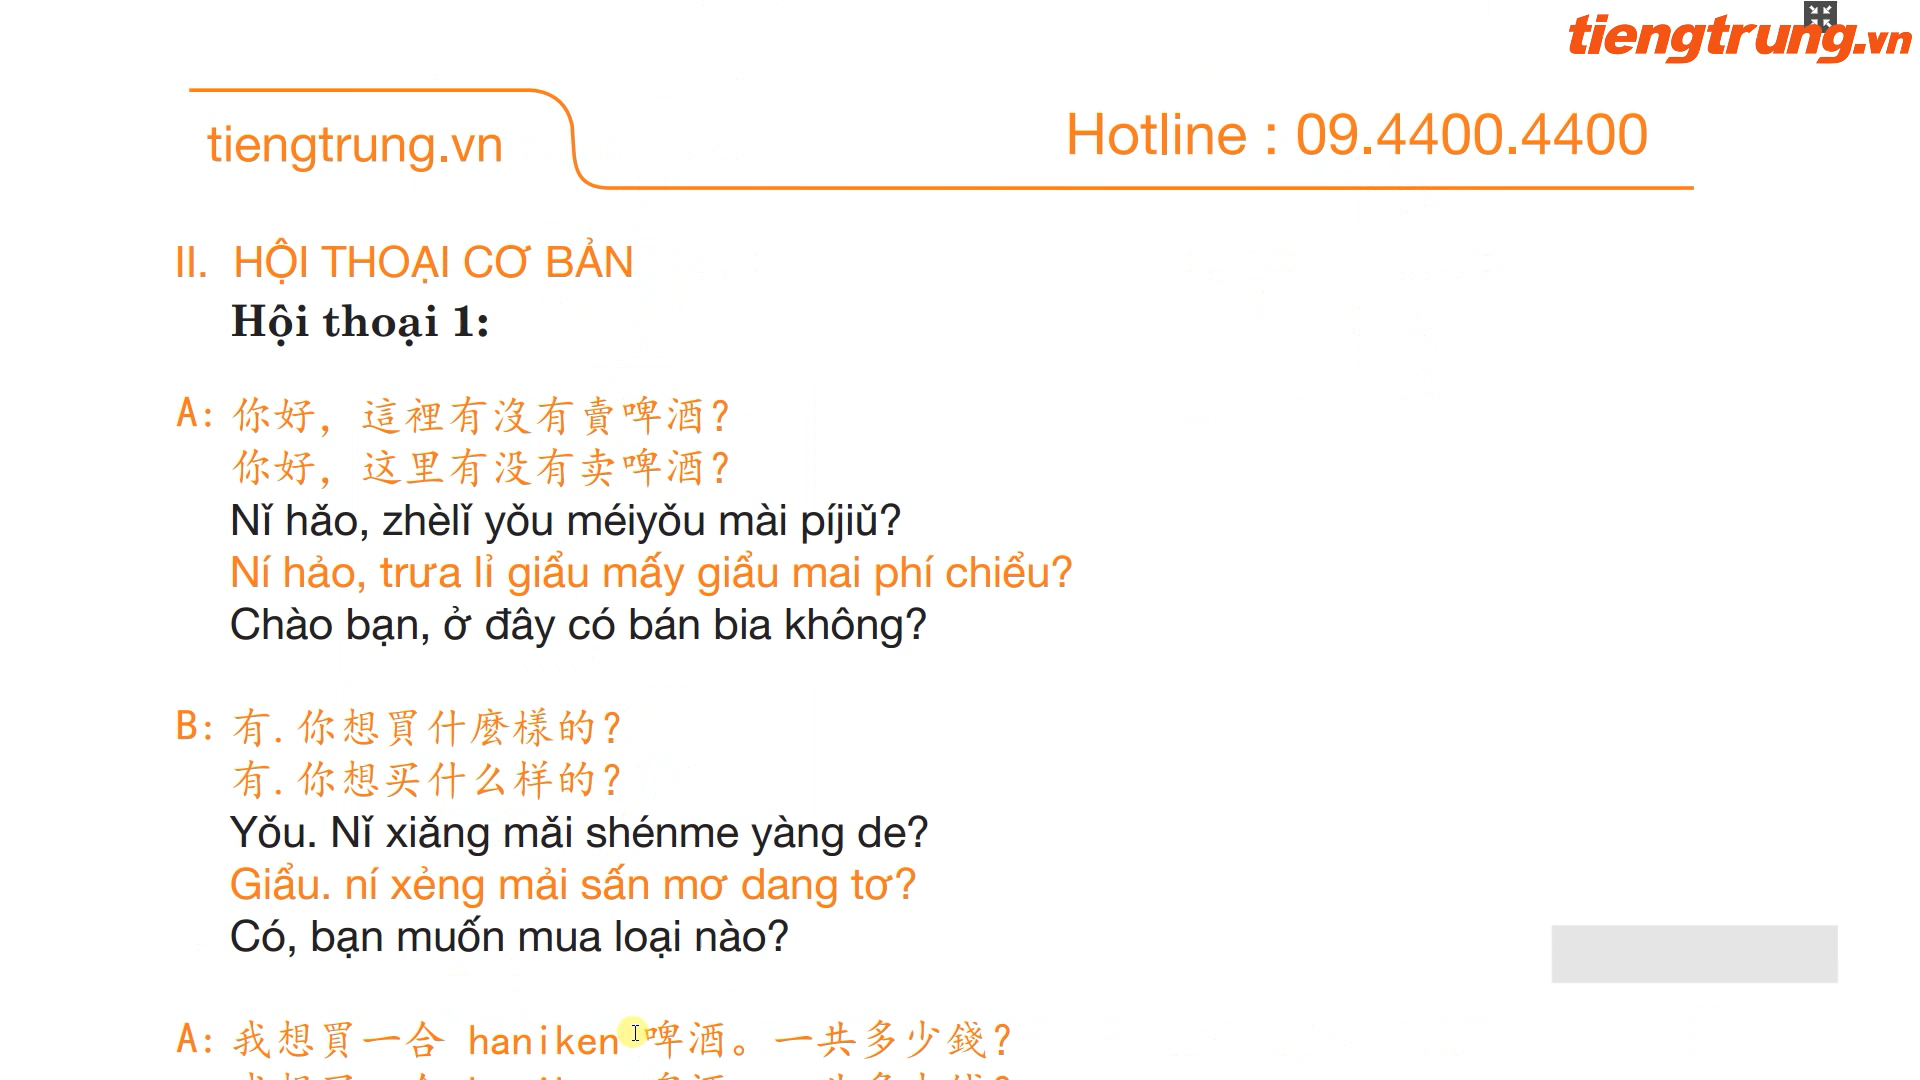 tiengtrung.vn
tiengtrung.vn
Hotline : 09.4400.4400
II. HỘI THOẠI CƠ BẢN
Hội thoại 1:
A: 你好，這裡有沒有賣啤酒?
你好，这里有没有卖啤酒?
Nǐ hǎo, zhèlǐ yǒu méiyǒu mài píjiǔ?
Ní hảo, trưa lỉ giẩu mấy giẩu mai phí chiểu?
Chào bạn, ở đây có bán bia không?
B: 有. 你想買什麼樣的?
有. 你想买什么样的?
Yǒu. Nǐ xiǎng mǎi shénme yàng de?
Giẩu. ní xẻng mải sấn mơ dang tơ?
Có, bạn muốn mua loại nào?
A: 我想買一合 haniken 啤酒。一共多少錢?